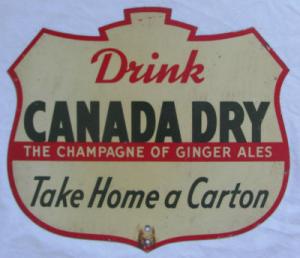 Drink
CANADA DRY
THE CHAMPAGNE OF GINGER ALES
Take Home a Carton